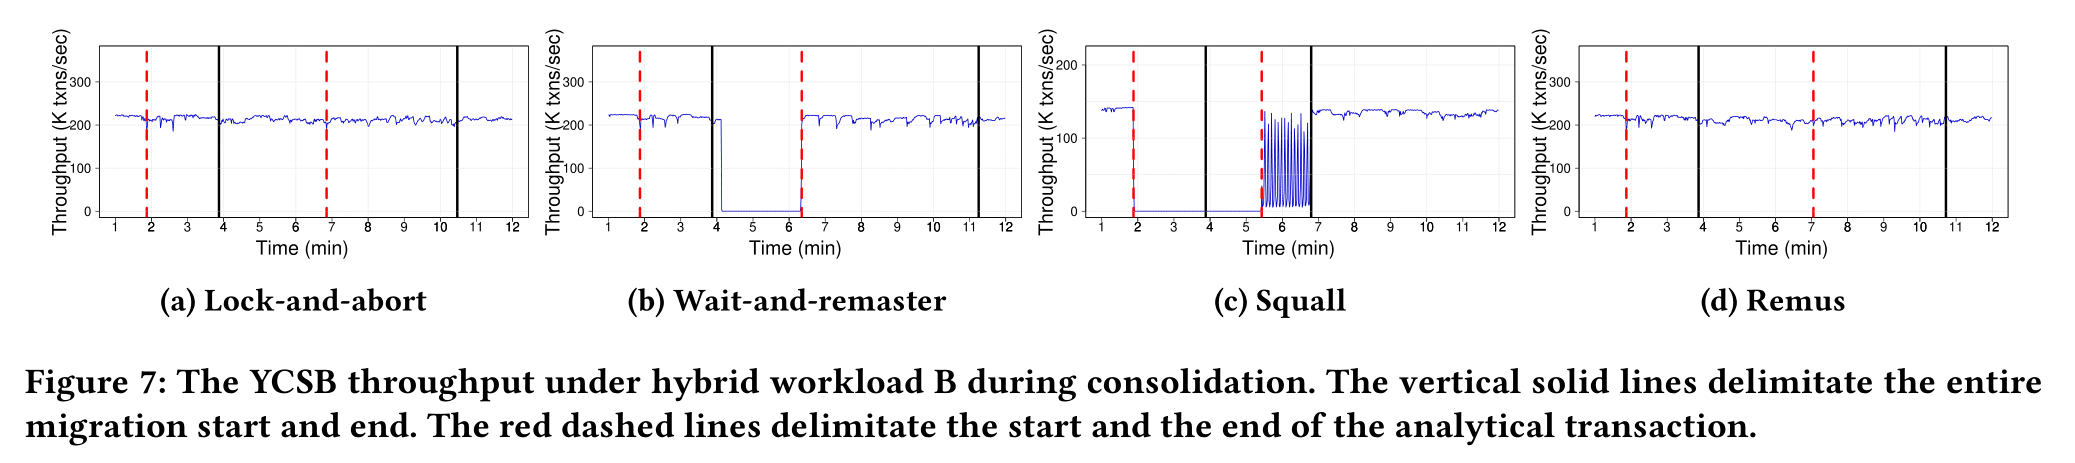 Throughput (K txns/sec)
300
200
100
0
1 2 3 4 5 6 7 8 9 10 11 12
Time (min)
(a) Lock-and-abort
Throughput (K txns/sec)
300
200
100
0
1 2 3 4 5 6 7 8 9 10 11 12
Time (min)
(b) Wait-and-remaster
Throughput (K txns/sec)
200
100
0
1 2 3 4 5 6 7 8 9 10 11 12
Time (min)
(c) Squall
Throughput (K txns/sec)
300
200
100
0
1 2 3 4 5 6 7 8 9 10 11 12
Time (min)
(d) Remus
Figure 7: The YCSB throughput under hybrid workload B during consolidation. The vertical solid lines delimitate the entire
migration start and end. The red dashed lines delimitate the start and the end of the analytical transaction.